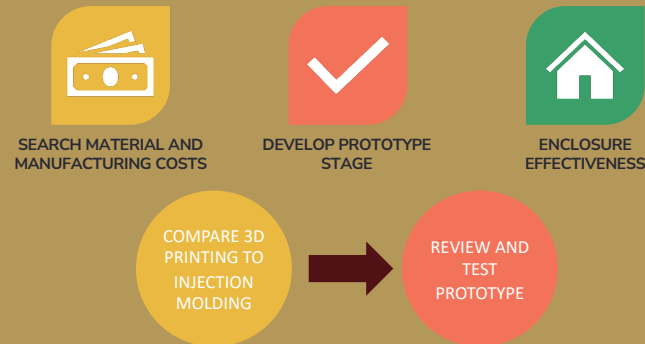 SEARCH MATERIAL AND
MANUFACTURING COSTS
DEVELOP PROTOTYPE
STAGE
ENCLOSURE
EFFECTIVENESS
COMPARE 3D
PRINTING TO
INJECTION
MOLDING
REVIEW AND
TEST
PROTOTYPE